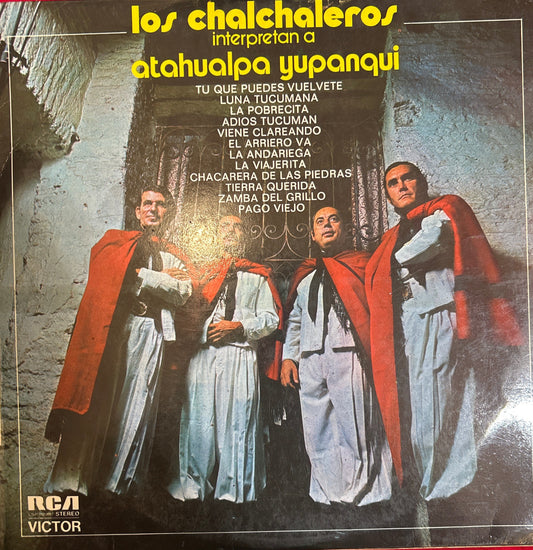 los chalchaleros
interpretan a
atahualpa yupanqui
TU QUE PUEDES VUELVETE
LUNA TUCUMANA
LA POBRECITA
ADIOS TUCUMAN
VIENE CLAREANDO
EL ARRIERO VA
LA ANDARIEGA
LA VIAJERITA
CHACARERA DE LAS PIEDRAS
TIERRA QUERIDA
ZAMBA DEL GRILLO
PAGO VIEJO
RCA
STEREO
VICTOR